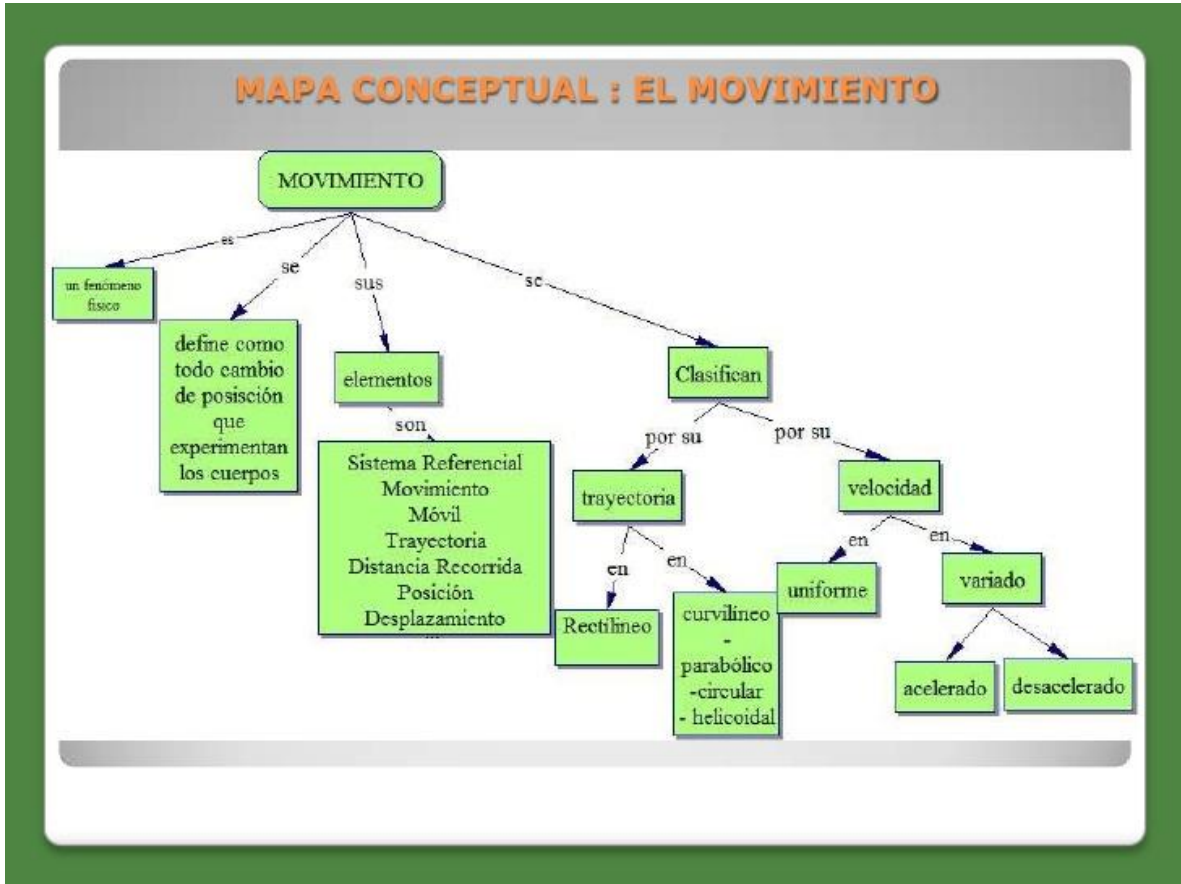 MAPA CONCEPTUAL : EL MOVIMIENTO
MOVIMIENTO
es
un fenómeno
fisico
se
define como
todo cambio
de posisción
que
experimentan
los cuerpos
sus
elementos
son
Sistema Referencial
Movimiento
Móvil
Trayectoria
Distancia Recorrida
Posición
Desplazamiento
...
se
Clasifican
por su
trayectoria
en
Rectilineo
en
curvilineo
-
parabólico
-circular
- helicoidal
por su
velocidad
en
uniforme
en
variado
acelerado
desacelerado